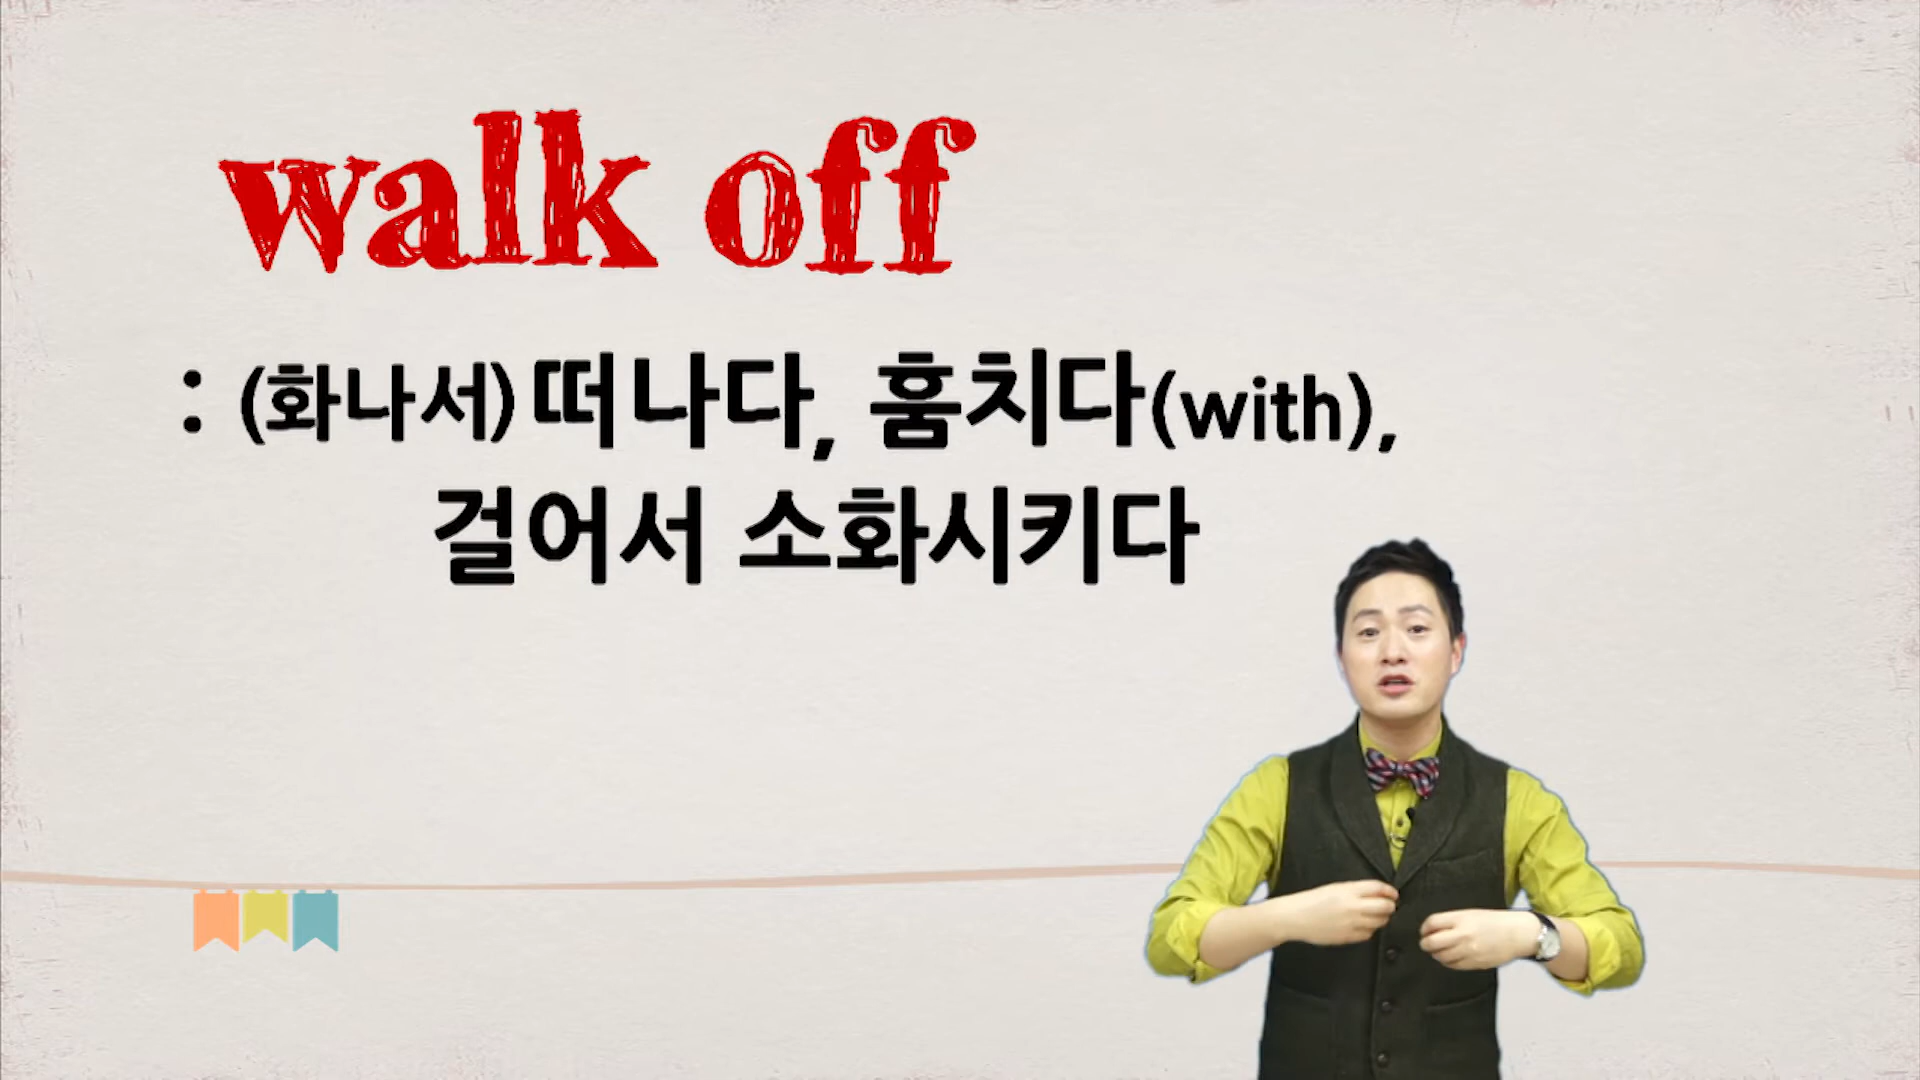 walk off
: (화나서) 떠나다, 훔치다(with),
걸어서 소화시키다